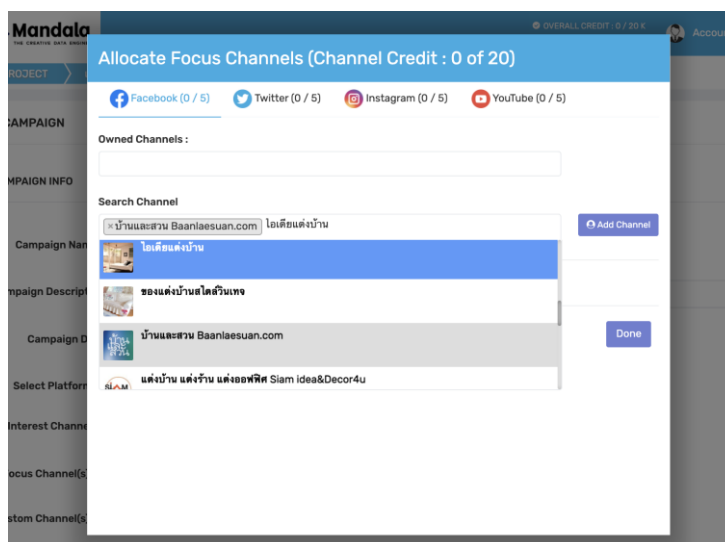 Mandala
THE CREATIVE DATA ENGINE
OVERALL CREDIT : 0 / 20 K
Accou
ROJECT
Allocate Focus Channels (Channel Credit : 0 of 20)
Facebook (0 / 5)
Twitter (0 / 5)
Instagram (0 / 5)
YouTube (0 / 5)
CAMPAIGN
Owned Channels :
MPAIGN INFO
Search Channel
×บ้านและสวน Baanlaesuan.com ไอเดียแต่งบ้าน
Add Channel
Campaign Nan
ไอเดียแต่งบ้าน
mpaign Descript
ของแต่งบ้านสไตล์วินเทจ
Campaign D
บ้านและสวน Baanlaesuan.com
Done
Select Platforn
แต่งบ้าน แต่งร้าน แต่งออฟฟิศ Siam idea&Decor4u
Interest Channe
ocus Channel(s
stom Channel(s